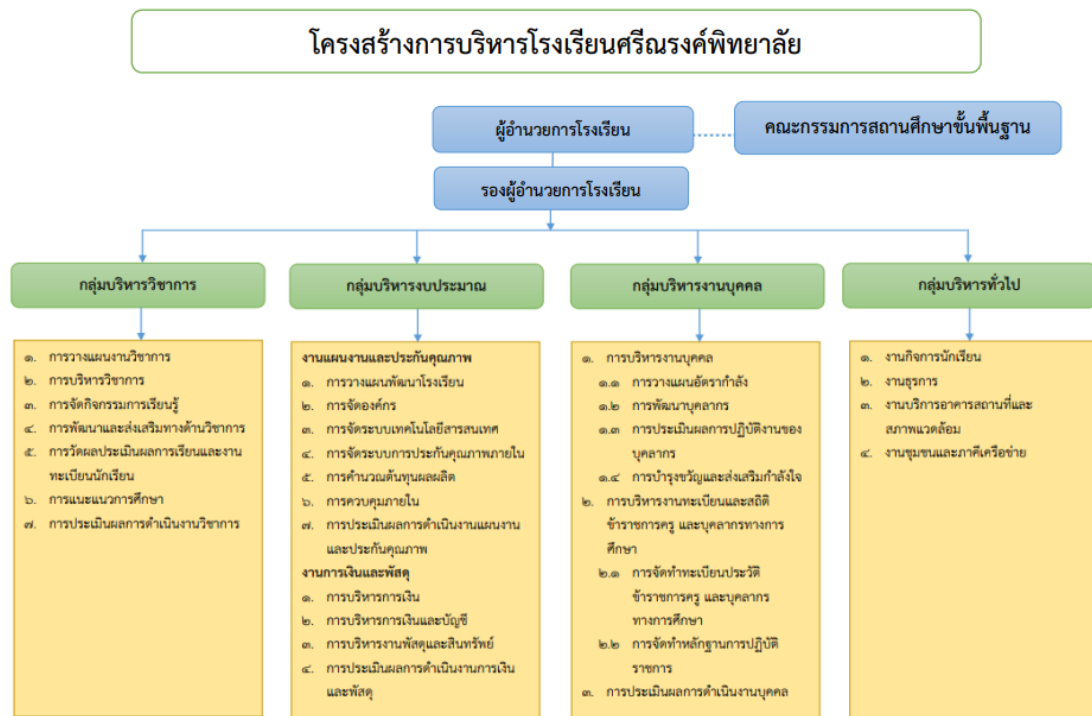 โครงสร้างการบริหารโรงเรียนศรีณรงค์พิทยาลัย
ผู้อำนวยการโรงเรียน
คณะกรรมการสถานศึกษาขั้นพื้นฐาน
รองผู้อำนวยการโรงเรียน
กลุ่มบริหารวิชาการ
๑. การวางแผนงานวิชาการ
๒. การบริหารวิชาการ
๓. การจัดกิจกรรมการเรียนรู้
๔. การพัฒนาและส่งเสริมทางด้านวิชาการ
๕. การวัดผลประเมินผลการเรียนและงาน
ทะเบียนนักเรียน
๖. การแนะแนวการศึกษา
๗. การประเมินผลการดำเนินงานวิชาการ
กลุ่มบริหารงบประมาณ
งานแผนงานและประกันคุณภาพ
๑. การวางแผนพัฒนาโรงเรียน
๒. การจัดองค์กร
๓. การจัดระบบเทคโนโลยีสารสนเทศ
๔. การจัดระบบการประกันคุณภาพภายใน
๕. การคำนวณต้นทุนผลผลิต
๖. การควบคุมภายใน
๗. การประเมินผลการดำเนินงานแผนงาน
และประกันคุณภาพ
งานการเงินและพัสดุ
๑. การบริหารการเงิน
๒. การบริหารการเงินและบัญชี
๓. การบริหารงานพัสดุและสินทรัพย์
๔. การประเมินผลการดำเนินงานการเงิน
และพัสดุ
กลุ่มบริหารงานบุคคล
๑. การบริหารงานบุคคล
๑.๑ การวางแผนอัตรากำลัง
๑.๒ การพัฒนาบุคลากร
๑.๓ การประเมินผลการปฏิบัติงานของ
บุคลากร
๑.๔ การบำรุงขวัญและส่งเสริมกำลังใจ
๒. การบริหารงานทะเบียนและสถิติ
ข้าราชการครู และบุคลากรทางการ
ศึกษา
๒.๑ การจัดทำทะเบียนประวัติ
ข้าราชการครู และบุคลากร
ทางการศึกษา
๒.๒ การจัดทำหลักฐานการปฏิบัติ
ราชการ
๓. การประเมินผลการดำเนินงานบุคคล
กลุ่มบริหารทั่วไป
๑. งานกิจการนักเรียน
๒. งานธุรการ
๓. งานบริการอาคารสถานที่และ
สภาพแวดล้อม
๔. งานชุมชนและภาคีเครือข่าย